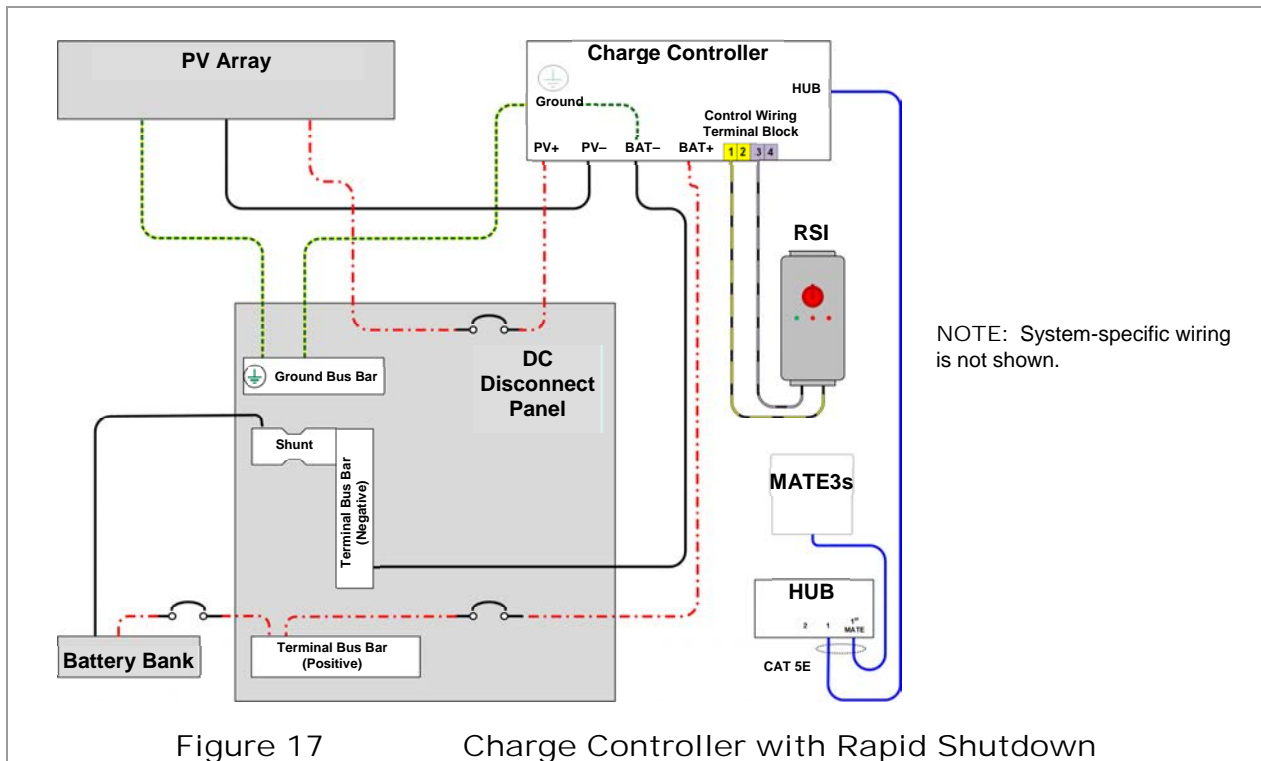 PV Array
Charge Controller
HUB
Ground
Control Wiring
Terminal Block
PV+ PV– BAT– BAT+ 1 2 3 4
RSI
NOTE: System-specific wiring
is not shown.
DC
Disconnect
Panel
Ground Bus Bar
Shunt
Terminal Bus Bar
(Negative)
MATE3s
HUB
2 1 1st
MATE
CAT 5E
Battery Bank
Terminal Bus Bar
(Positive)
Figure 17 Charge Controller with Rapid Shutdown